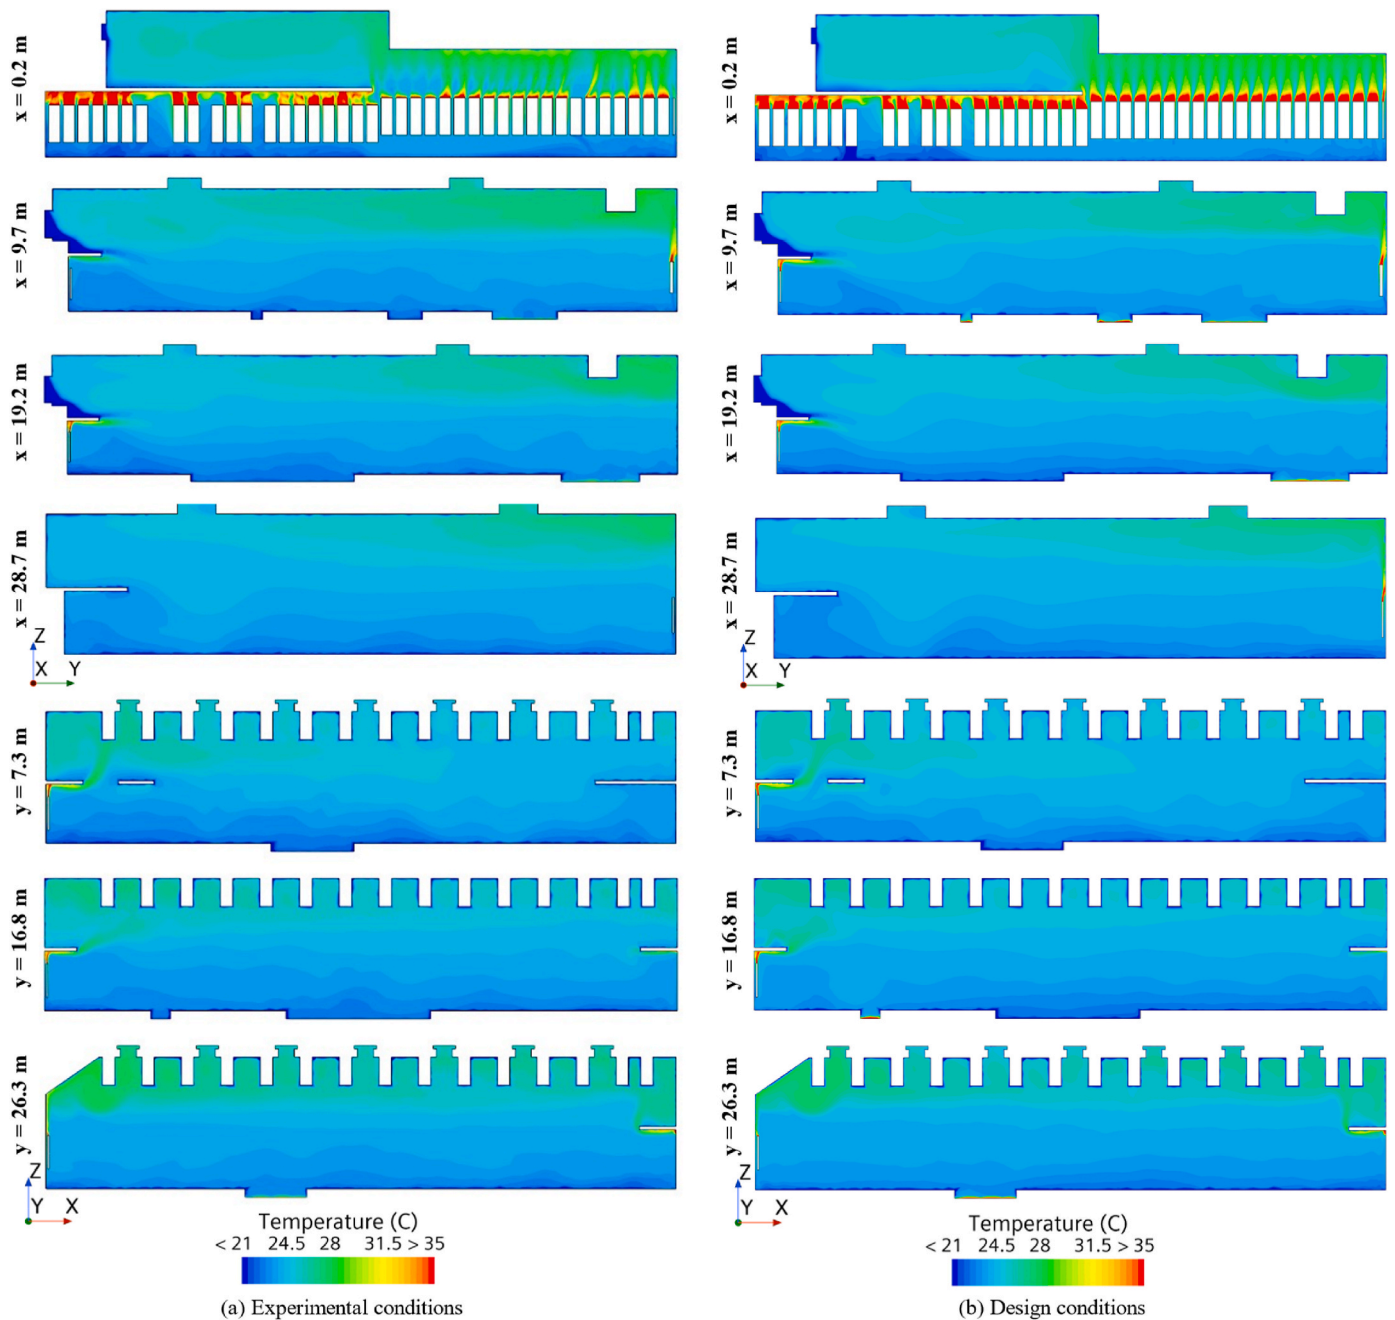 x = 0.2 m
x = 0.2 m
x = 9.7 m
x = 9.7 m
x = 19.2 m
x = 19.2 m
x = 28.7 m
x = 28.7 m
Z
X Y
Z
X Y
y = 7.3 m
y = 7.3 m
y = 16.8 m
y = 16.8 m
y = 26.3 m
y = 26.3 m
Z
Y X
Z
Y X
Temperature (C)
< 21 24.5 28 31.5 > 35
(a) Experimental conditions
Temperature (C)
< 21 24.5 28 31.5 > 35
(b) Design conditions